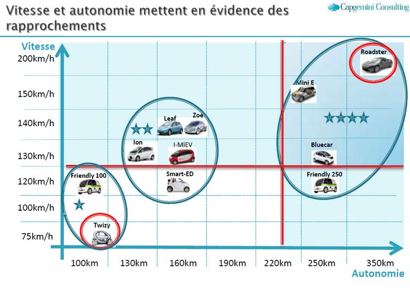 Vitesse et autonomie mettent en évidence des
rapprochements
Capgemini Consulting
Vitesse
200km/h
150km/h
140km/h
130km/h
120km/h
100km/h
75km/h
Roadster
Mini E
Leaf
Zoe
Ion
I-MiEV
Bluecar
Friendly 100
Smart-ED
Friendly 250
Twizy
100km
130km
160km
190km
220km
250km
350km
Autonomie